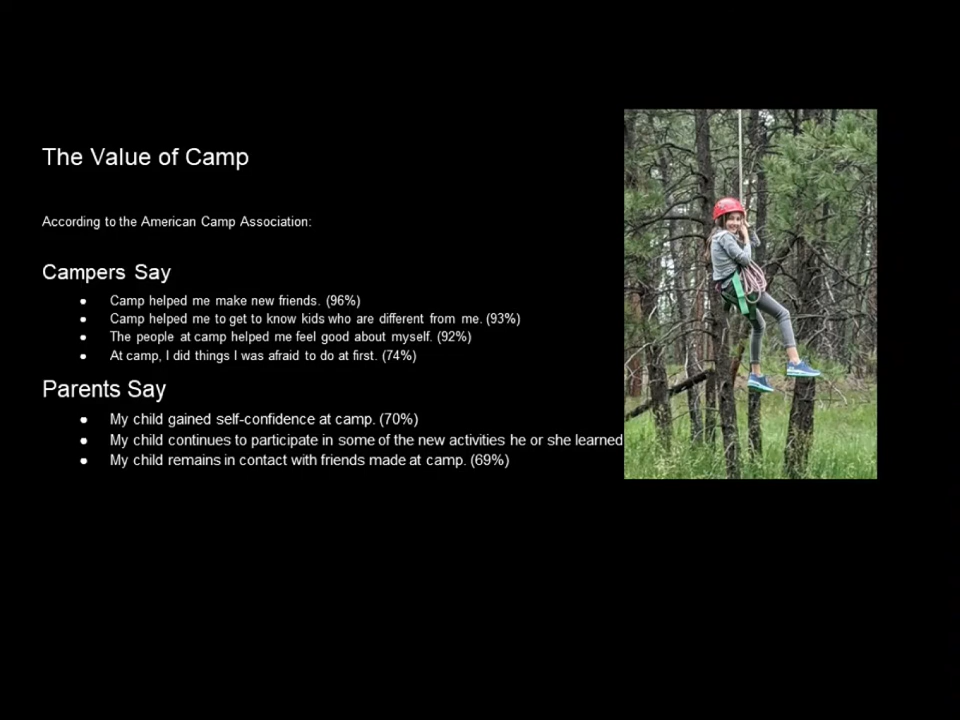 The Value of Camp
According to the American Camp Association:
Campers Say
● Camp helped me make new friends. (96%)
● Camp helped me to get to know kids who are different from me. (93%)
● The people at camp helped me feel good about myself. (92%)
● At camp, I did things I was afraid to do at first. (74%)
Parents Say
● My child gained self-confidence at camp. (70%)
● My child continues to participate in some of the new activities he or she learned
● My child remains in contact with friends made at camp. (69%)